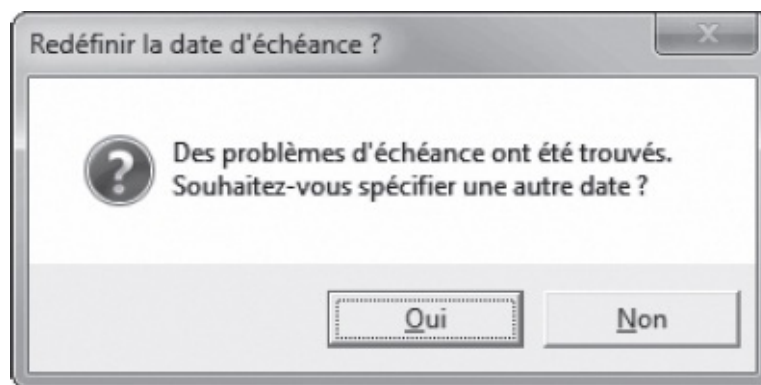 Redéfinir la date d'échéance ?
Des problèmes d'échéance ont été trouvés.
Souhaitez-vous spécifier une autre date ?
Oui
Non